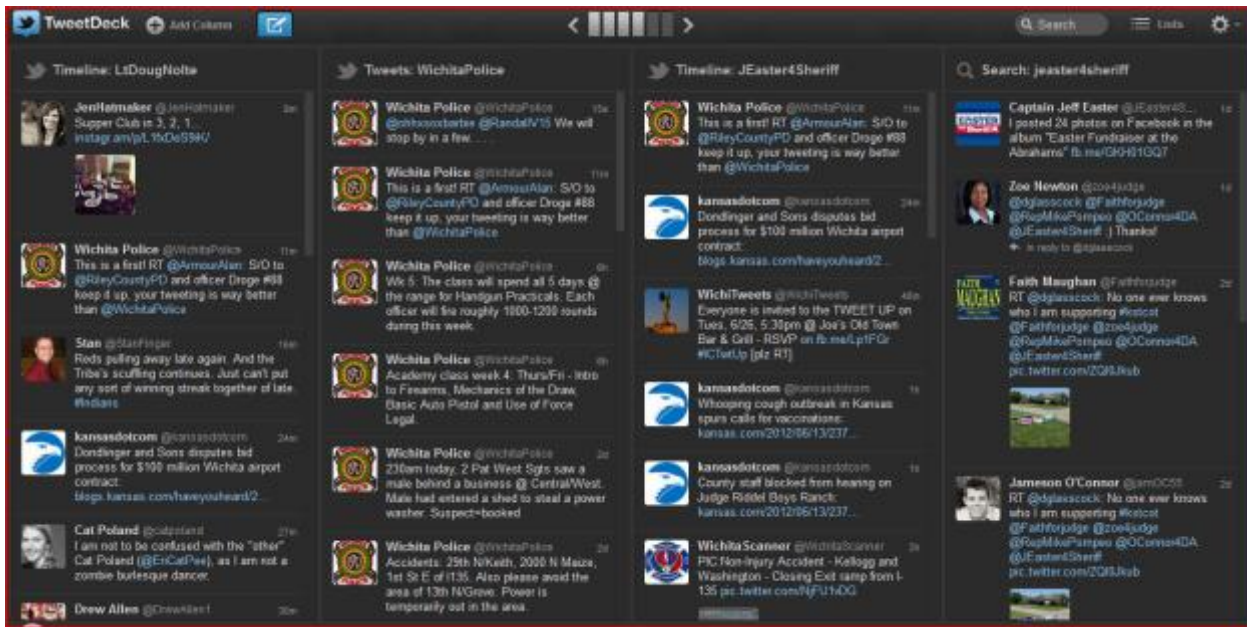 TweetDeck Add Column
Search Lists
Timeline: LtDougNolte
JenHatmaker @JenHatmaker
Supper Club in 3, 2, 1...
Wichita Police @WichitaPolice 11m
This is a first! RT @ArmourAlan: S/O to
@RileyCountyPD and officer Droge #88
keep it up, your tweeting is way better
than @WichitaPolice
Stan @StanFinger
Reds pulling away late again. And the
Tribe's scuffling continues. Just can't put
any sort of winning streak together of late.
#Indians
kansasdotcom @kansasdotcom 24m
Dondlinger and Sons disputes bid
process for $100 million Wichita airport
contract:
blogs.kansas.com/haveyouheard/2...
Cat Poland @catpoland
I am not to be confused with the "other"
Cat Poland (@EriCatPee), as I am not a
zombie burlesque dancer.
Drew Allen @DrewAllen1
Tweets: WichitaPolice
Wichita Police @WichitaPolice
@RandallV15 We will
stop by in a few.....
Wichita Police @WichitaPolice 11m
This is a first! RT @ArmourAlan: S/O to
@RileyCountyPD and officer Droge #88
keep it up, your tweeting is way better
than @WichitaPolice
Wichita Police @WichitaPolice
Wk 5: The class will spend all 5 days @
the range for Handgun Practicals. Each
officer will fire roughly 1000-1200 rounds
during this week.
Wichita Police @WichitaPolice
Academy class week 4: Thurs/Fri - Intro
to Firearms, Mechanics of the Draw,
Basic Auto Pistol and Use of Force
Legal.
Wichita Police @WichitaPolice 2d
230am today, 2 Pat West Sgts saw a
male behind a business @ Central/West.
Male had entered a shed to steal a power
washer. Suspect=booked
Wichita Police @WichitaPolice 2d
Accidents: 29th N/Keith, 2000 N Maize,
1st St E of I135. Also please avoid the
area of 13th N/Grove. Power is
temporarily out in the area.
Timeline: JEaster4Sheriff
Wichita Police @WichitaPolice 11m
This is a first! RT @ArmourAlan: S/O to
@RileyCountyPD and officer Droge #88
keep it up, your tweeting is way better
than @WichitaPolice
kansasdotcom @kansasdotcom 24m
Dondlinger and Sons disputes bid
process for $100 million Wichita airport
contract:
blogs.kansas.com/haveyouheard/2...
WichiTweets @WichiTweets
Everyone is invited to the TWEET UP on
Tues, 6/26, 5:30pm @ Joe's Old Town
Bar & Grill - RSVP on fb.me/Lp1FGr
#ICTwtUp [plz RT]
kansasdotcom @kansasdotcom
Whooping cough outbreak in Kansas
spurs calls for vaccinations:
kansas.com/2012/06/13/237...
kansasdotcom @kansasdotcom
County staff blocked from hearing on
Judge Riddel Boys Ranch:
kansas.com/2012/06/13/237...
WichitaScanner @WichitaScanner
PIC Non-Injury Accident - Kellogg and
Washington - Closing Exit ramp from I-
135 pic.twitter.com/NjFU1vDG
Search: jeaster4sheriff
Captain Jeff Easter @JEaster4S... 1d
I posted 24 photos on Facebook in the
album "Easter Fundraiser at the
Abrahams" fb.me/GKH01GQ7
Zoe Newton @zoe4judge 1d
@dglasscock @Faithforjudge
@RepMikePompeo @OConnor4DA
@JEaster4Sheriff :) Thanks!
in reply to @dglasscock
Faith Maughan @Faithforjudge 2d
RT @dglasscock: No one ever knows
who I am supporting #kstcot
@Faithforjudge @zoe4judge
@RepMikePompeo @OConnor4DA
@JEaster4Sheriff
pic.twitter.com/ZQl0Jkub
Jameson O'Connor @jamOC55 2d
RT @dglasscock: No one ever knows
who I am supporting #kstcot
@Faithforjudge @zoe4judge
@RepMikePompeo @OConnor4DA
@JEaster4Sheriff
pic.twitter.com/ZQl0Jkub